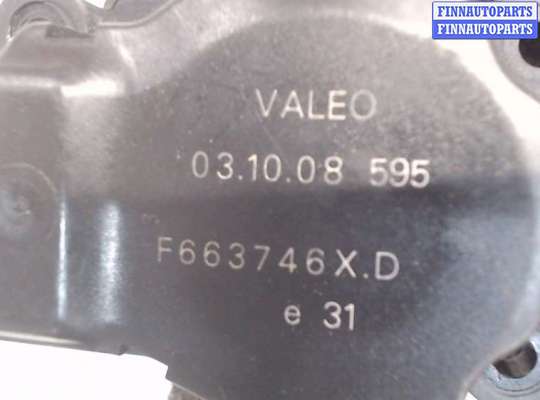 FINNAUTOPARTS
FINNAUTOPARTS
VALEO
03.10.08 595
F663746X.D
e 31